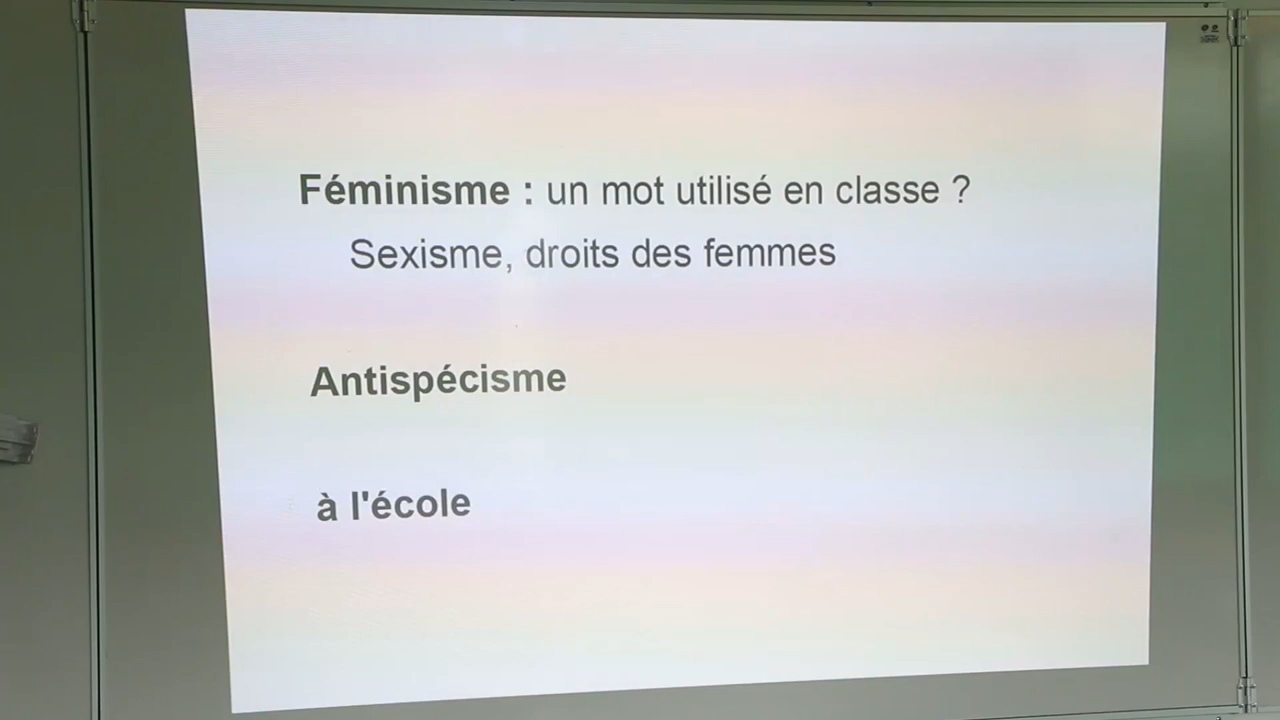 Féminisme : un mot utilisé en classe ?
Sexisme, droits des femmes
Antispécisme
à l'école